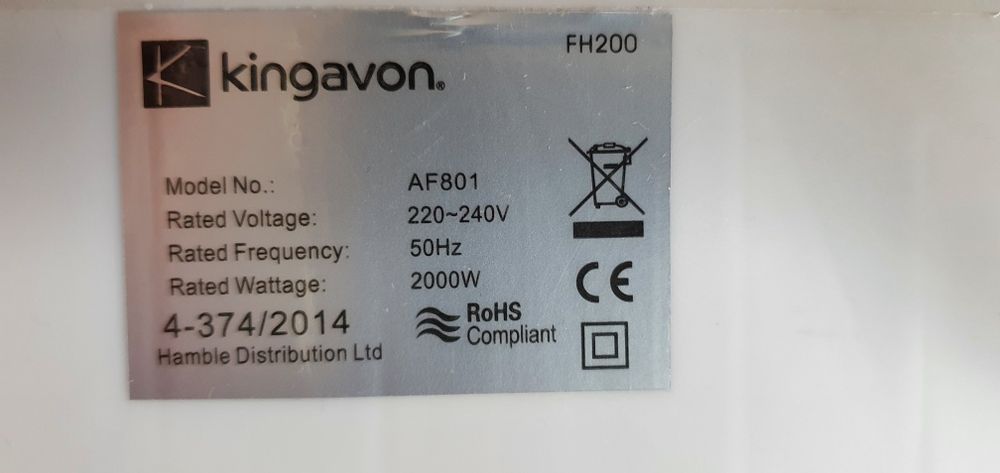 FH200
kingavon®
Model No.: AF801
Rated Voltage: 220~240V
Rated Frequency: 50Hz
Rated Wattage: 2000W
4-374/2014
Hamble Distribution Ltd
RoHS
Compliant
CE